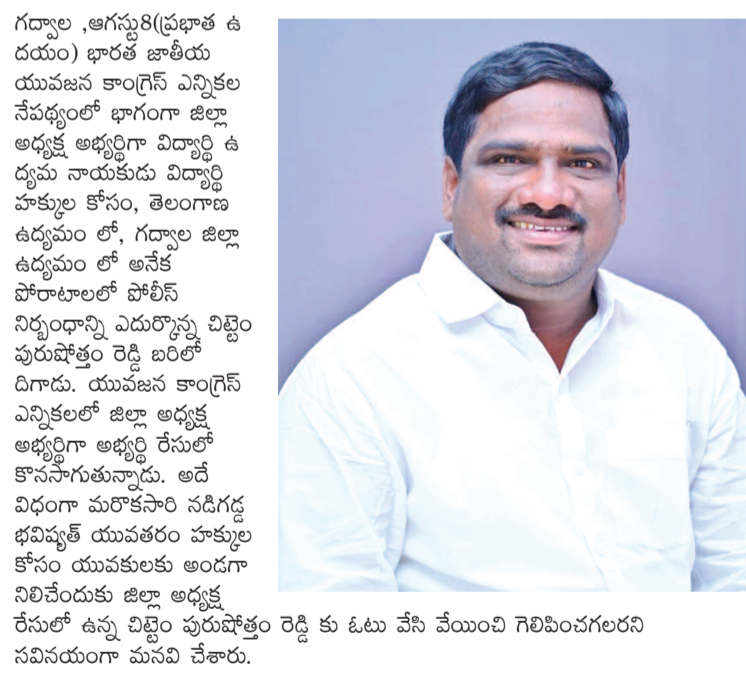 గద్వాల ,ఆగస్టు8(ప్రభాత ఉ
దయం) భారత జాతీయ
యువజన కాంగ్రెస్ ఎన్నికల
నేపథ్యంలో భాగంగా జిల్లా
అధ్యక్ష అభ్యర్థిగా విద్యార్థి ఉ
ద్యమ నాయకుడు విద్యార్థి
హక్కుల కోసం, తెలంగాణ
ఉద్యమం లో, గద్వాల జిల్లా
ఉద్యమం లో అనేక
పోరాటాలలో పోలీస్
నిర్బంధాన్ని ఎదుర్కొన్న చిట్టెం
పురుషోత్తం రెడ్డి బరిలో
దిగాడు. యువజన కాంగ్రెస్
ఎన్నికలలో జిల్లా అధ్యక్ష
అభ్యర్థిగా అభ్యర్థి రేసులో
కొనసాగుతున్నాడు. అదే
విధంగా మరొకసారి నడిగడ్డ
భవిష్యత్ యువతరం హక్కుల
కోసం యువకులకు అండగా
నిలిచేందుకు జిల్లా అధ్యక్ష
రేసులో ఉన్న చిట్టెం పురుషోత్తం రెడ్డి కు ఓటు వేసి వేయించి గెలిపించగలరని
సవినయంగా మనవి చేశారు.